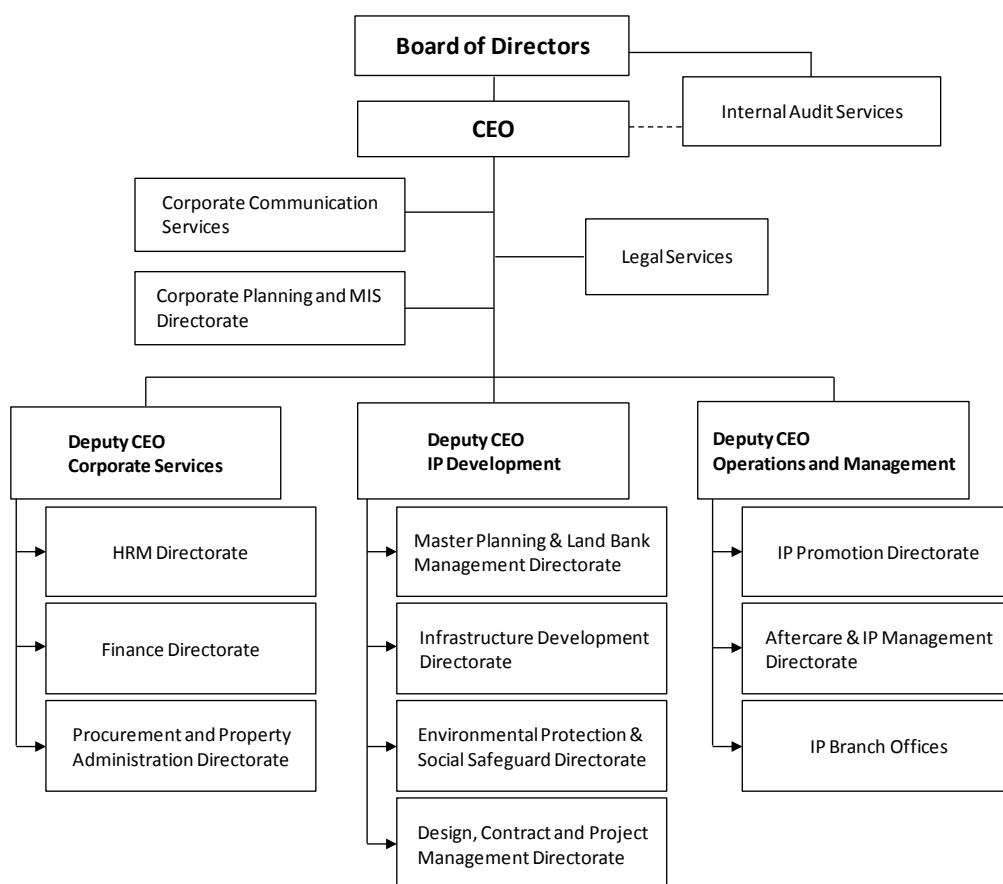 Board of Directors
Internal Audit Services
CEO
Corporate Communication
Services
Legal Services
Corporate Planning and MIS
Directorate
Deputy CEO
Corporate Services
HRM Directorate
Finance Directorate
Procurement and Property
Administration Directorate
Deputy CEO
IP Development
Master Planning & Land Bank
Management Directorate
Infrastructure Development
Directorate
Environmental Protection &
Social Safeguard Directorate
Design, Contract and Project
Management Directorate
Deputy CEO
Operations and Management
IP Promotion Directorate
Aftercare & IP Management
Directorate
IP Branch Offices